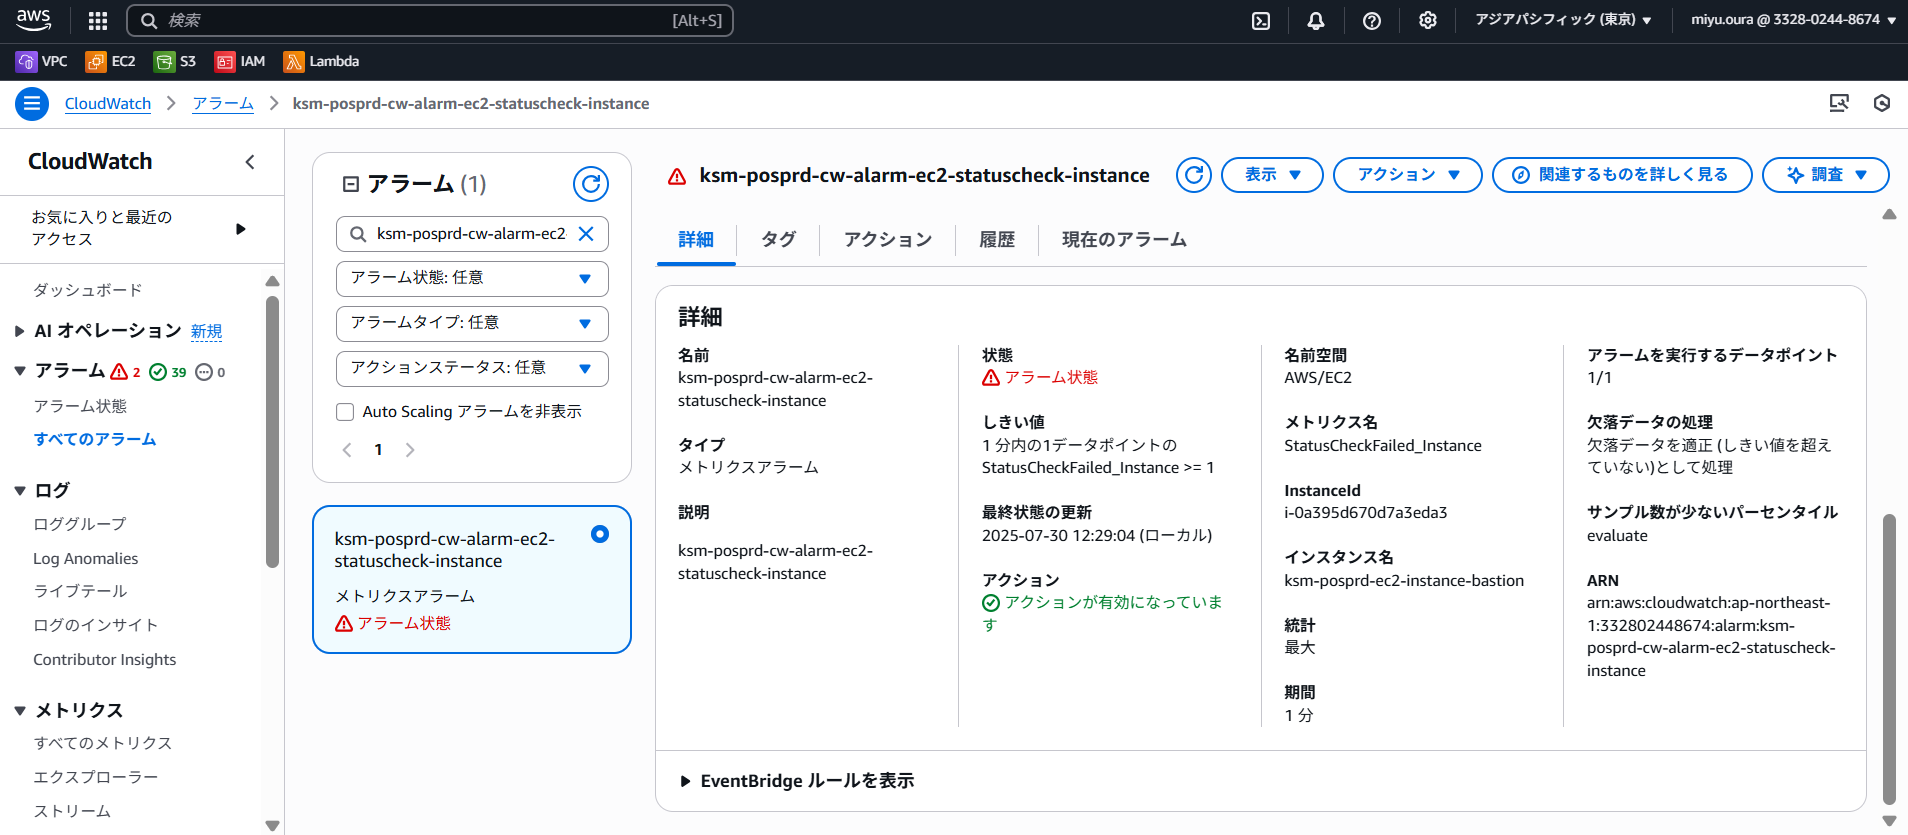 aws
検索
[Alt+S]
アジアパシフィック (東京) ▼
miyu.oura @ 3328-0244-8674 ▼
VPC
EC2
S3
IAM
Lambda
CloudWatch
アラーム
ksm-posprd-cw-alarm-ec2-statuscheck-instance
CloudWatch
お気に入りと最近の
アクセス
ダッシュボード
AI オペレーション 新規
アラーム 2 39 0
アラーム状態
すべてのアラーム
ログ
ロググループ
Log Anomalies
ライブテール
ログのインサイト
Contributor Insights
メトリクス
すべてのメトリクス
エクスプローラー
ストリーム
アラーム (1)
ksm-posprd-cw-alarm-ec2-
アラーム状態: 任意
アラームタイプ: 任意
アクションステータス: 任意
Auto Scaling アラームを非表示
1
ksm-posprd-cw-alarm-ec2-
statuscheck-instance
メトリクスアラーム
アラーム状態
ksm-posprd-cw-alarm-ec2-statuscheck-instance
表示
アクション
関連するものを詳しく見る
調査
詳細
タグ
アクション
履歴
現在のアラーム
詳細
名前
ksm-posprd-cw-alarm-ec2-
statuscheck-instance
タイプ
メトリクスアラーム
説明
ksm-posprd-cw-alarm-ec2-
statuscheck-instance
状態
アラーム状態
しきい値
1 分内の1データポイントの
StatusCheckFailed_Instance >= 1
最終状態の更新
2025-07-30 12:29:04 (ローカル)
アクション
アクションが有効になっていま
す
名前空間
AWS/EC2
メトリクス名
StatusCheckFailed_Instance
InstanceId
i-0a395d670d7a3eda3
インスタンス名
ksm-posprd-ec2-instance-bastion
統計
最大
期間
1 分
アラームを実行するデータポイント
1/1
欠落データの処理
欠落データを適正 (しきい値を超え
ていない)として処理
サンプル数が少ないパーセンタイル
evaluate
ARN
arn:aws:cloudwatch:ap-northeast-
1:332802448674:alarm:ksm-
posprd-cw-alarm-ec2-statuscheck-
instance
EventBridge ルールを表示